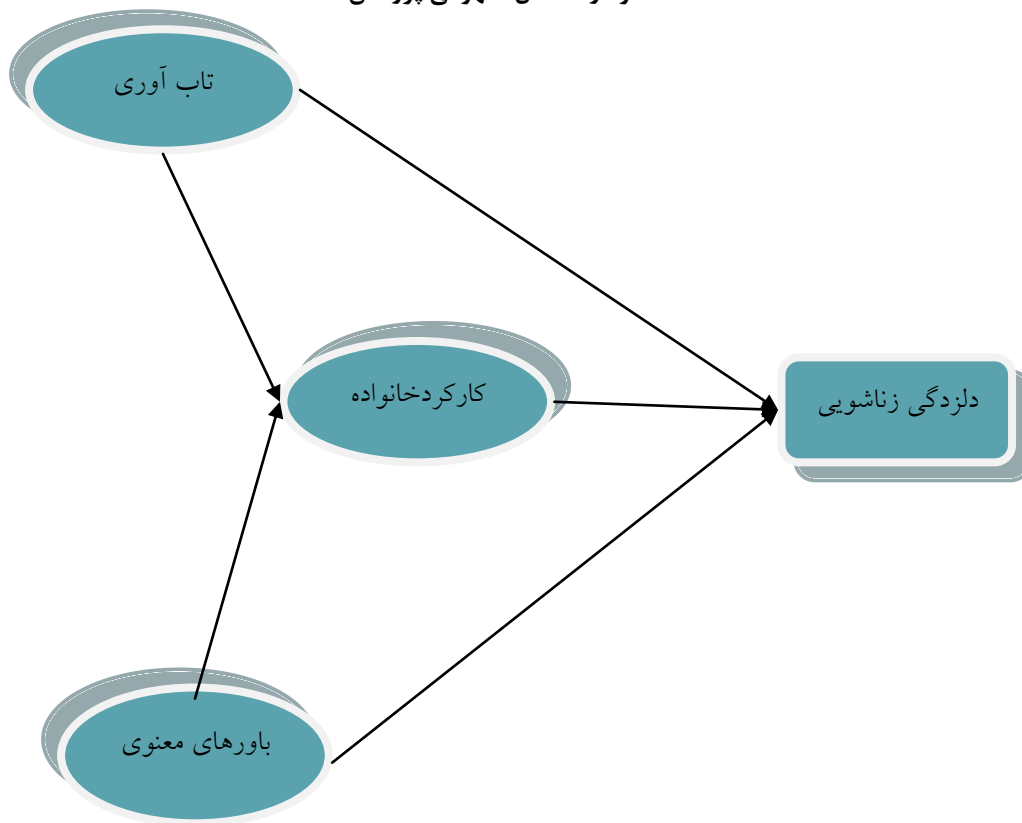 تاب آوری
کارکردخانواده
دلزدگی زناشویی
باورهای معنوی